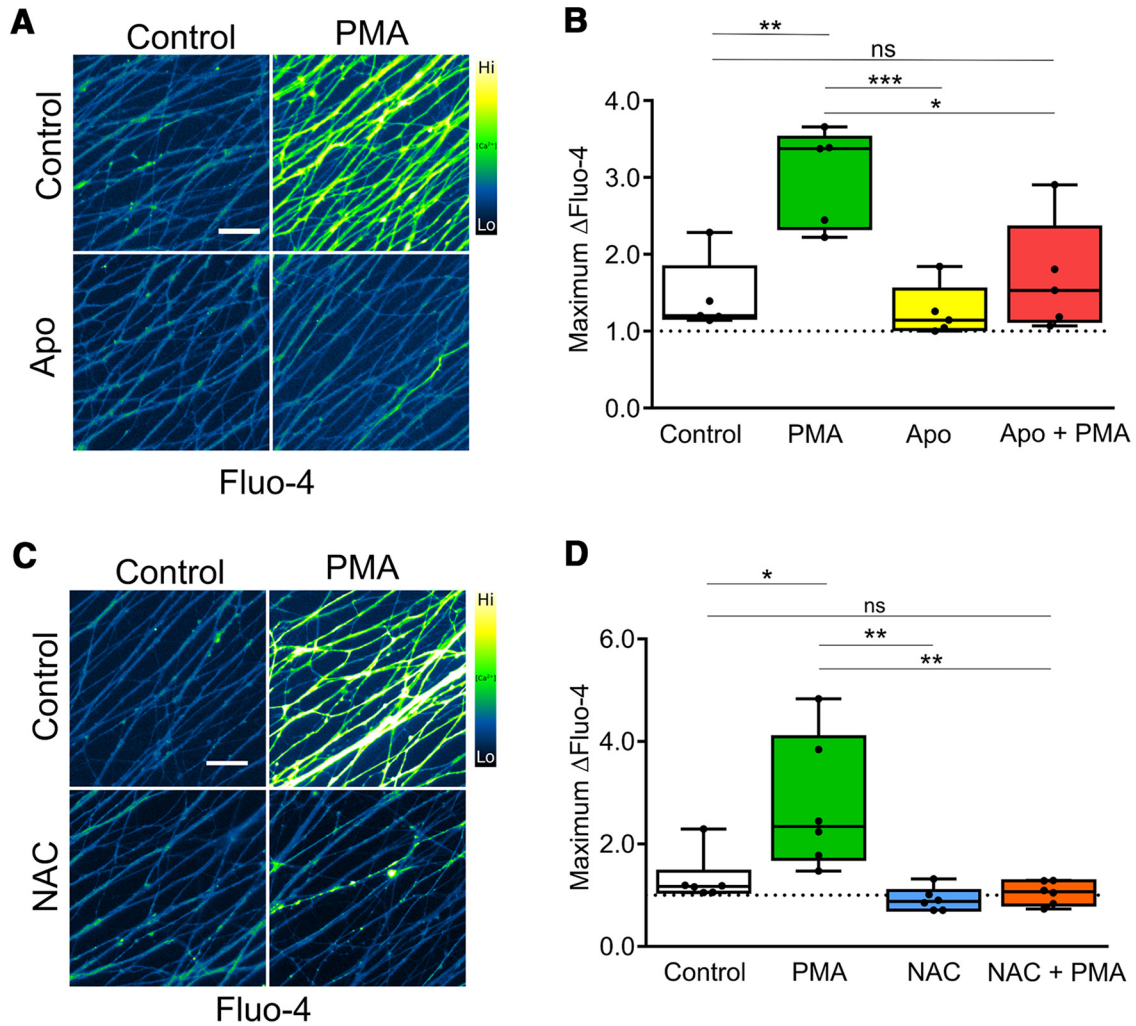 A
Control PMA
Control
Hi
[Ca²⁺]
Lo
Apo
Fluo-4
B
**
ns
***
*
Maximum ΔFluo-4
4.0
3.0
2.0
1.0
0.0
Control PMA Apo Apo + PMA
C
Control PMA
Control
Hi
[Ca²⁺]
Lo
NAC
Fluo-4
D
*
ns
**
**
Maximum ΔFluo-4
6.0
4.0
2.0
0.0
Control PMA NAC NAC + PMA